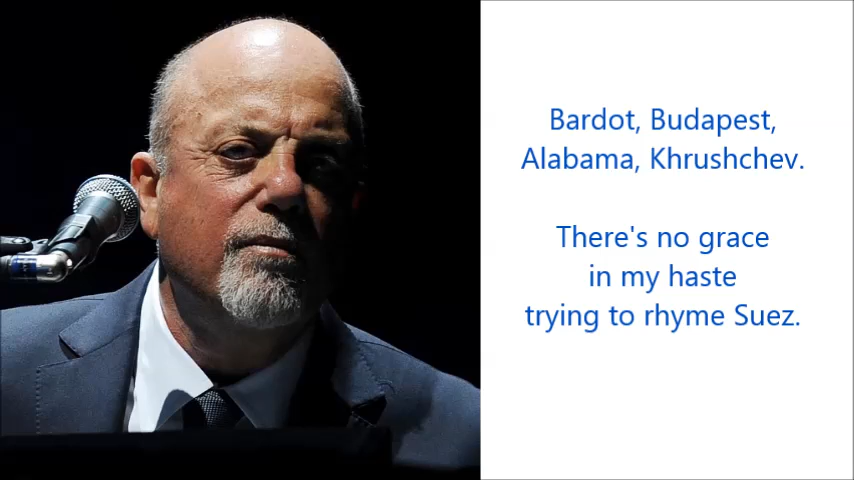 Bardot, Budapest,
Alabama, Khrushchev.
There's no grace
in my haste
trying to rhyme Suez.